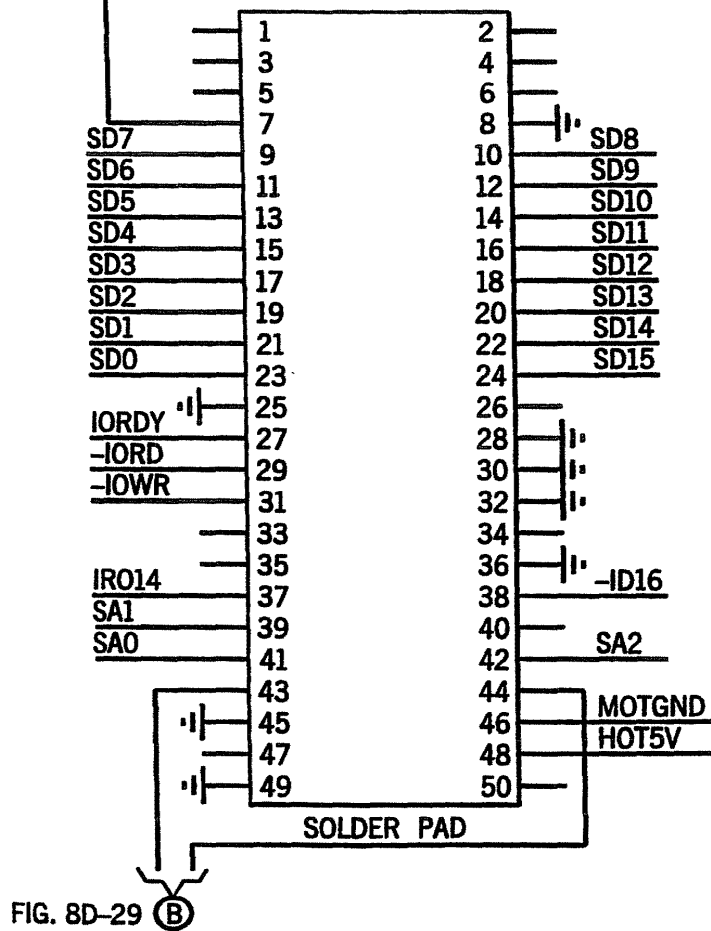 1 2
3 4
5 6
7 8
SD7 9 10 SD8
SD6 11 12 SD9
SD5 13 14 SD10
SD4 15 16 SD11
SD3 17 18 SD12
SD2 19 20 SD13
SD1 21 22 SD14
SD0 23 24 SD15
25 26
IORDY 27 28
-IORD 29 30
-IOWR 31 32
33 34
35 36
IRO14 37 38 -ID16
SA1 39 40
SA0 41 42 SA2
43 44
45 46 MOTGND
47 48 HOT5V
49 50
SOLDER PAD
FIG. 8D-29 B